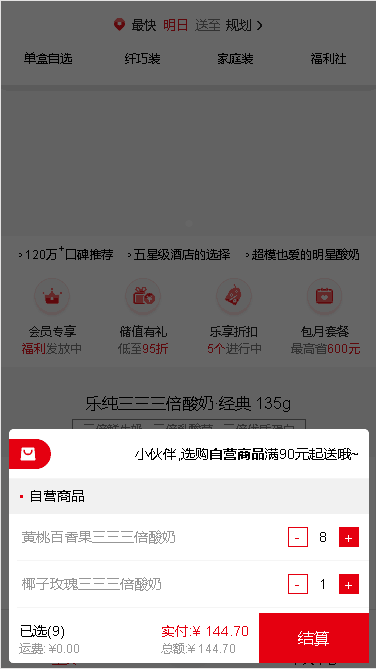 最快 明日 送至 规划
单盒自选 纤巧装 家庭装 福利社
120万+口碑推荐 五星级酒店的选择 超模也爱的明星酸奶
会员专享 储值有礼 乐享折扣 包月套餐
福利发放中 低至95折 5个进行中 最高省600元
乐纯三三三倍酸奶·经典 135g
小伙伴,选购自营商品满90元起送哦~
自营商品
黄桃百香果三三三倍酸奶 - 8 +
椰子玫瑰三三三倍酸奶 - 1 +
已选(9) 实付:¥ 144.70 结算
运费: ¥0.00 总额:¥ 144.70